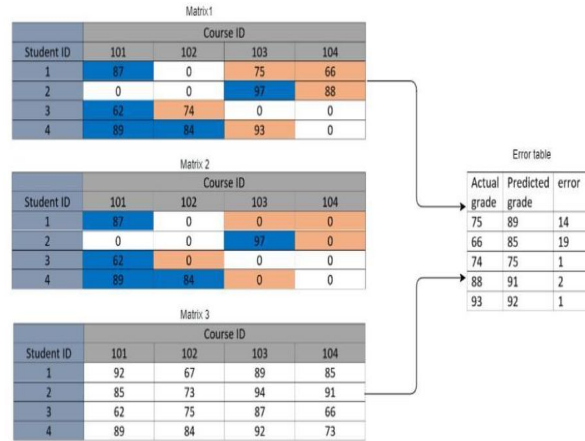 Matrix1
Course ID
Student ID 101 102 103 104
1 87 0 75 66
2 0 0 97 88
3 62 74 0 0
4 89 84 93 0
Matrix 2
Course ID
Student ID 101 102 103 104
1 87 0 0 0
2 0 0 97 0
3 62 0 0 0
4 89 84 0 0
Matrix 3
Course ID
Student ID 101 102 103 104
1 92 67 89 85
2 85 73 94 91
3 62 75 87 66
4 89 84 92 73
Error table
Actual Predicted error
grade grade
75 89 14
66 85 19
74 75 1
88 91 2
93 92 1